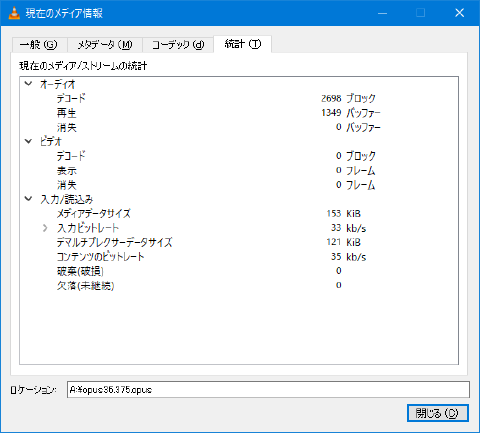 現在のメディア情報
一般 (G) メタデータ (M) コーデック (d) 統計 (T)
現在のメディア/ストリームの統計
オーディオ
デコード 2698 ブロック
再生 1349 バッファー
消失 0 バッファー
ビデオ
デコード 0 ブロック
表示 0 フレーム
消失 0 フレーム
入力/読込み
メディアデータサイズ 153 KiB
入力ビットレート 33 kb/s
デマルチプレクサーデータサイズ 121 KiB
コンテンツのビットレート 35 kb/s
破棄(破損) 0
欠落(未継続) 0
ロケーション: A:¥opus36.375.opus
閉じる (C)